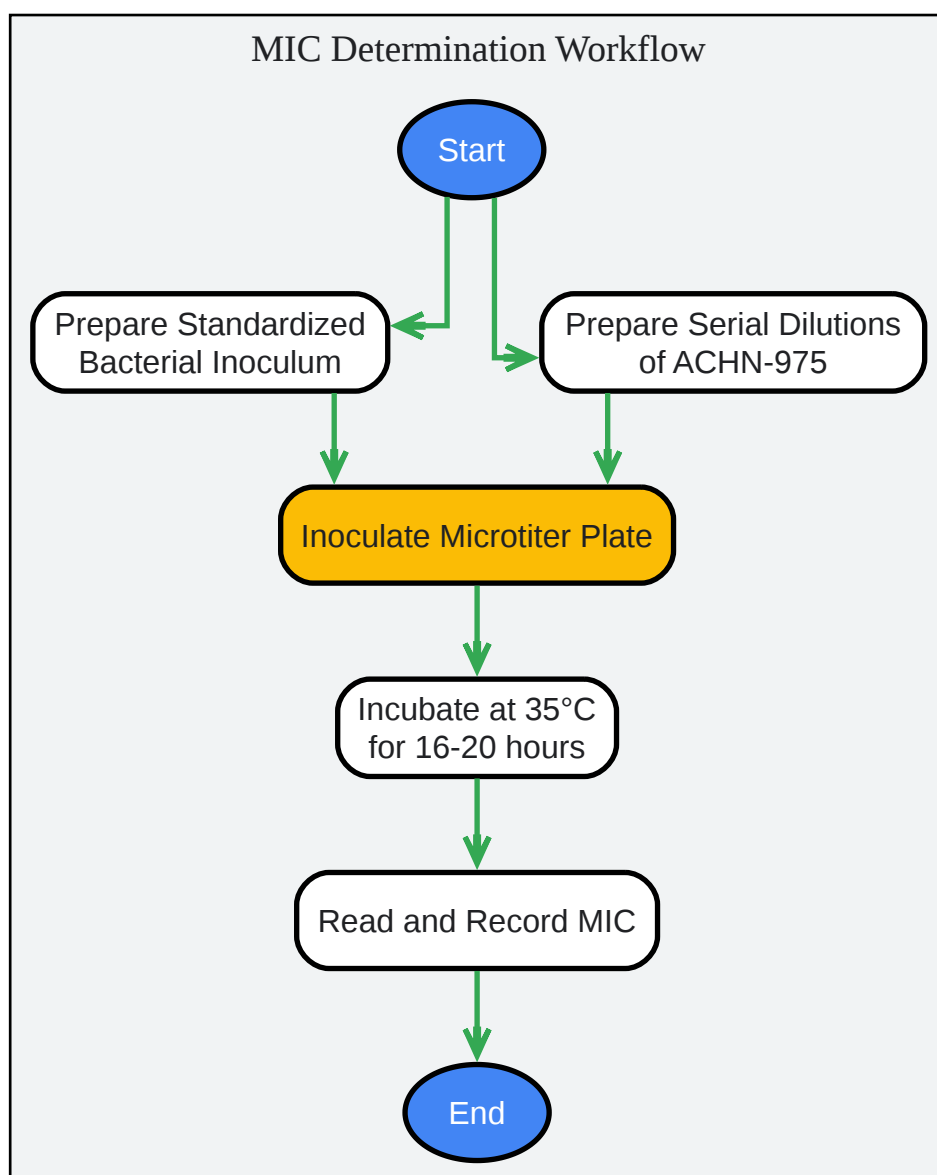 MIC Determination Workflow
Start
Prepare Standardized
Bacterial Inoculum
Prepare Serial Dilutions
of ACHN-975
Inoculate Microtiter Plate
Incubate at 35°C
for 16-20 hours
Read and Record MIC
End